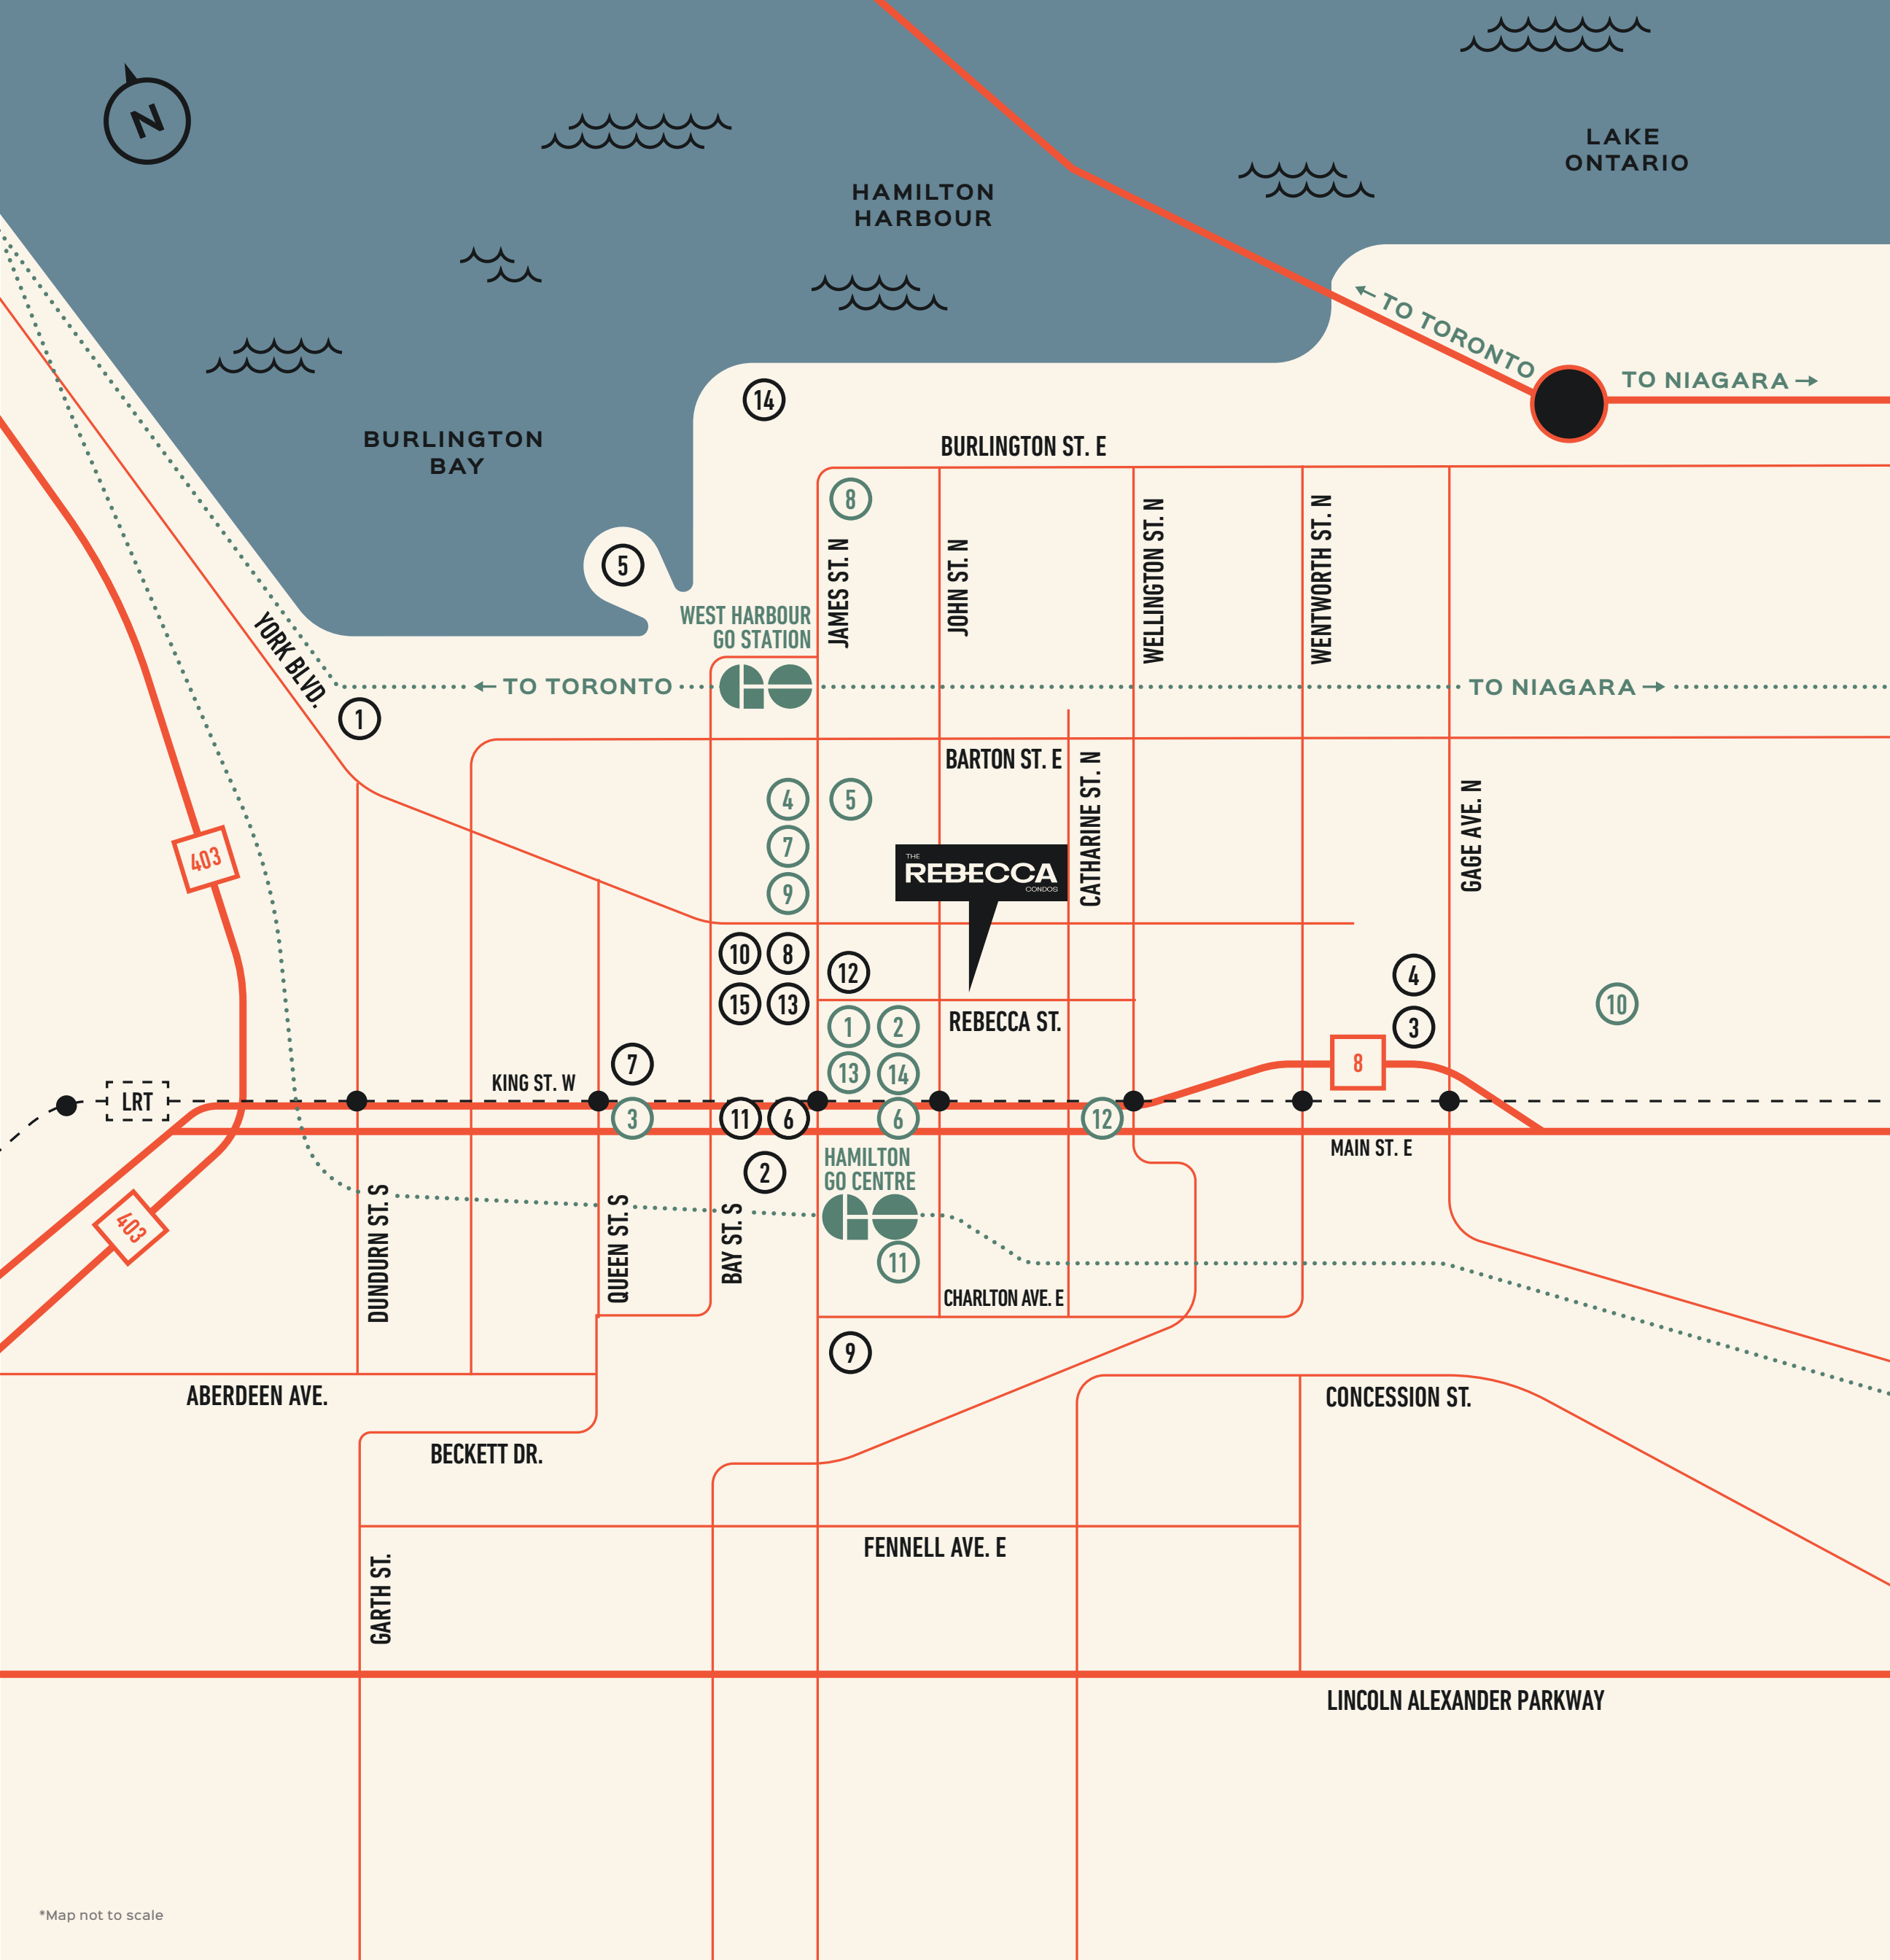 N
LAKE
ONTARIO
HAMILTON
HARBOUR
← TO TORONTO
TO NIAGARA →
14
BURLINGTON
BAY
BURLINGTON ST. E
8
5
JAMES ST. N
JOHN ST. N
WELLINGTON ST. N
WENTWORTH ST. N
WEST HARBOUR
GO STATION
YORK BLVD.
← TO TORONTO
TO NIAGARA →
1
BARTON ST. E
CATHARINE ST. N
GAGE AVE. N
4
5
7
9
403
THE
REBECCA
CONDOS
10
8
12
4
15
13
10
1
2
REBECCA ST.
3
7
13
14
8
KING ST. W
LRT
3
11
6
6
12
MAIN ST. E
2
HAMILTON
GO CENTRE
403
DUNDURN ST. S
QUEEN ST. S
BAY ST. S
11
CHARLTON AVE. E
9
ABERDEEN AVE.
CONCESSION ST.
BECKETT DR.
FENNELL AVE. E
GARTH ST.
LINCOLN ALEXANDER PARKWAY
*Map not to scale